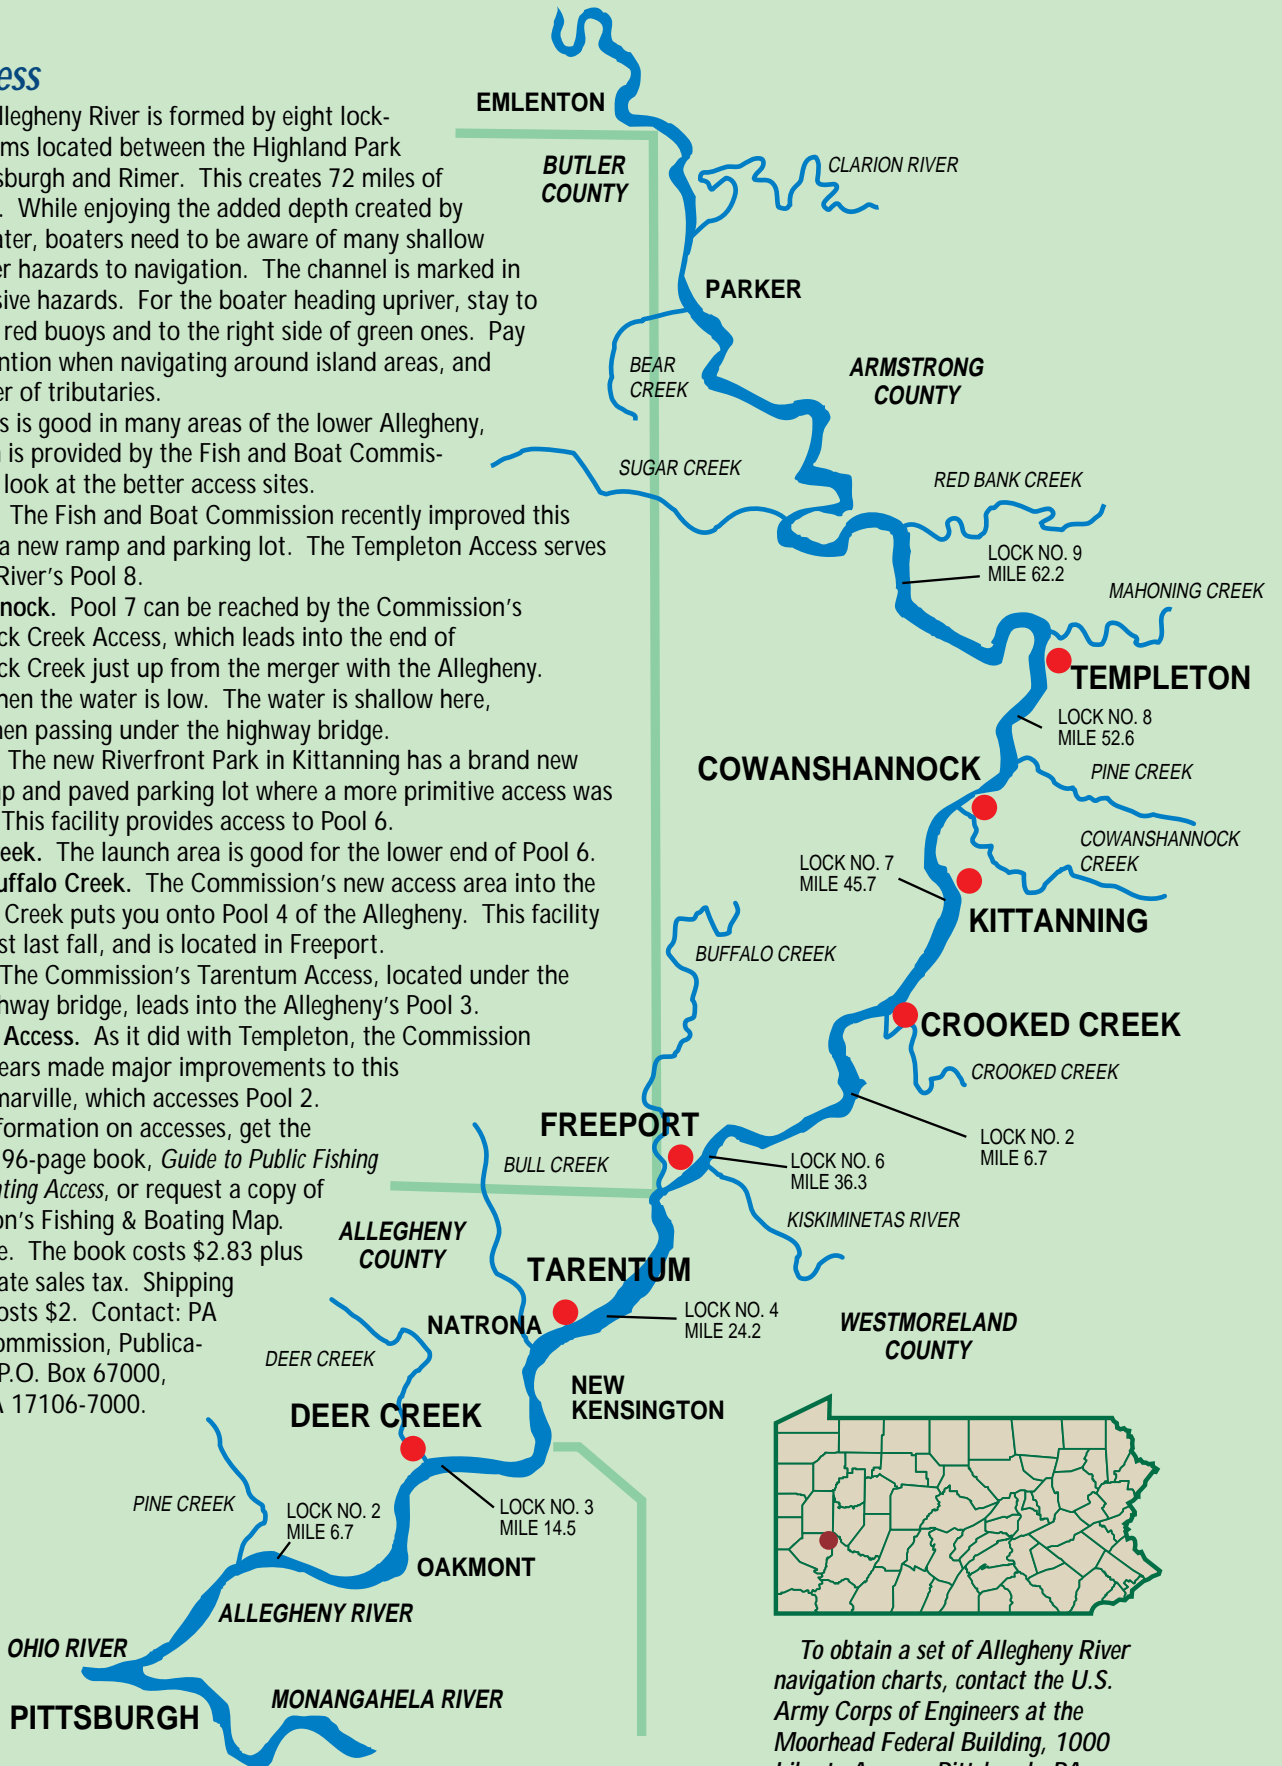 ess
llegheny River is formed by eight lock-
ms located between the Highland Park
sburgh and Rimer. This creates 72 miles of
. While enjoying the added depth created by
ater, boaters need to be aware of many shallow
er hazards to navigation. The channel is marked in
sive hazards. For the boater heading upriver, stay to
red buoys and to the right side of green ones. Pay
ntion when navigating around island areas, and
er of tributaries.
s is good in many areas of the lower Allegheny,
n is provided by the Fish and Boat Commis-
look at the better access sites.
The Fish and Boat Commission recently improved this
a new ramp and parking lot. The Templeton Access serves
River's Pool 8.
nock. Pool 7 can be reached by the Commission's
ck Creek Access, which leads into the end of
ck Creek just up from the merger with the Allegheny.
hen the water is low. The water is shallow here,
hen passing under the highway bridge.
The new Riverfront Park in Kittanning has a brand new
mp and paved parking lot where a more primitive access was
This facility provides access to Pool 6.
eek. The launch area is good for the lower end of Pool 6.
uffalo Creek. The Commission's new access area into the
Creek puts you onto Pool 4 of the Allegheny. This facility
st last fall, and is located in Freeport.
The Commission's Tarentum Access, located under the
hway bridge, leads into the Allegheny's Pool 3.
Access. As it did with Templeton, the Commission
ears made major improvements to this
marville, which accesses Pool 2.
formation on accesses, get the
96-page book, Guide to Public Fishing
ating Access, or request a copy of
on's Fishing & Boating Map.
e. The book costs $2.83 plus
ate sales tax. Shipping
osts $2. Contact: PA
ommission, Publica-
P.O. Box 67000,
A 17106-7000.
EMLENTON
BUTLER
COUNTY
CLARION RIVER
PARKER
BEAR
CREEK
ARMSTRONG
COUNTY
SUGAR CREEK
RED BANK CREEK
LOCK NO. 9
MILE 62.2
MAHONING CREEK
TEMPLETON
LOCK NO. 8
MILE 52.6
COWANSHANNOCK
PINE CREEK
COWANSHANNOCK
CREEK
LOCK NO. 7
MILE 45.7
KITTANNING
BUFFALO CREEK
CROOKED CREEK
CROOKED CREEK
FREEPORT
LOCK NO. 2
MILE 6.7
BULL CREEK
LOCK NO. 6
MILE 36.3
KISKIMINETAS RIVER
ALLEGHENY
COUNTY
TARENTUM
NATRONA
LOCK NO. 4
MILE 24.2
WESTMORELAND
COUNTY
DEER CREEK
NEW
KENSINGTON
DEER CREEK
PINE CREEK
LOCK NO. 2
MILE 6.7
LOCK NO. 3
MILE 14.5
OAKMONT
ALLEGHENY RIVER
OHIO RIVER
MONANGAHELA RIVER
PITTSBURGH
To obtain a set of Allegheny River
navigation charts, contact the U.S.
Army Corps of Engineers at the
Moorhead Federal Building, 1000